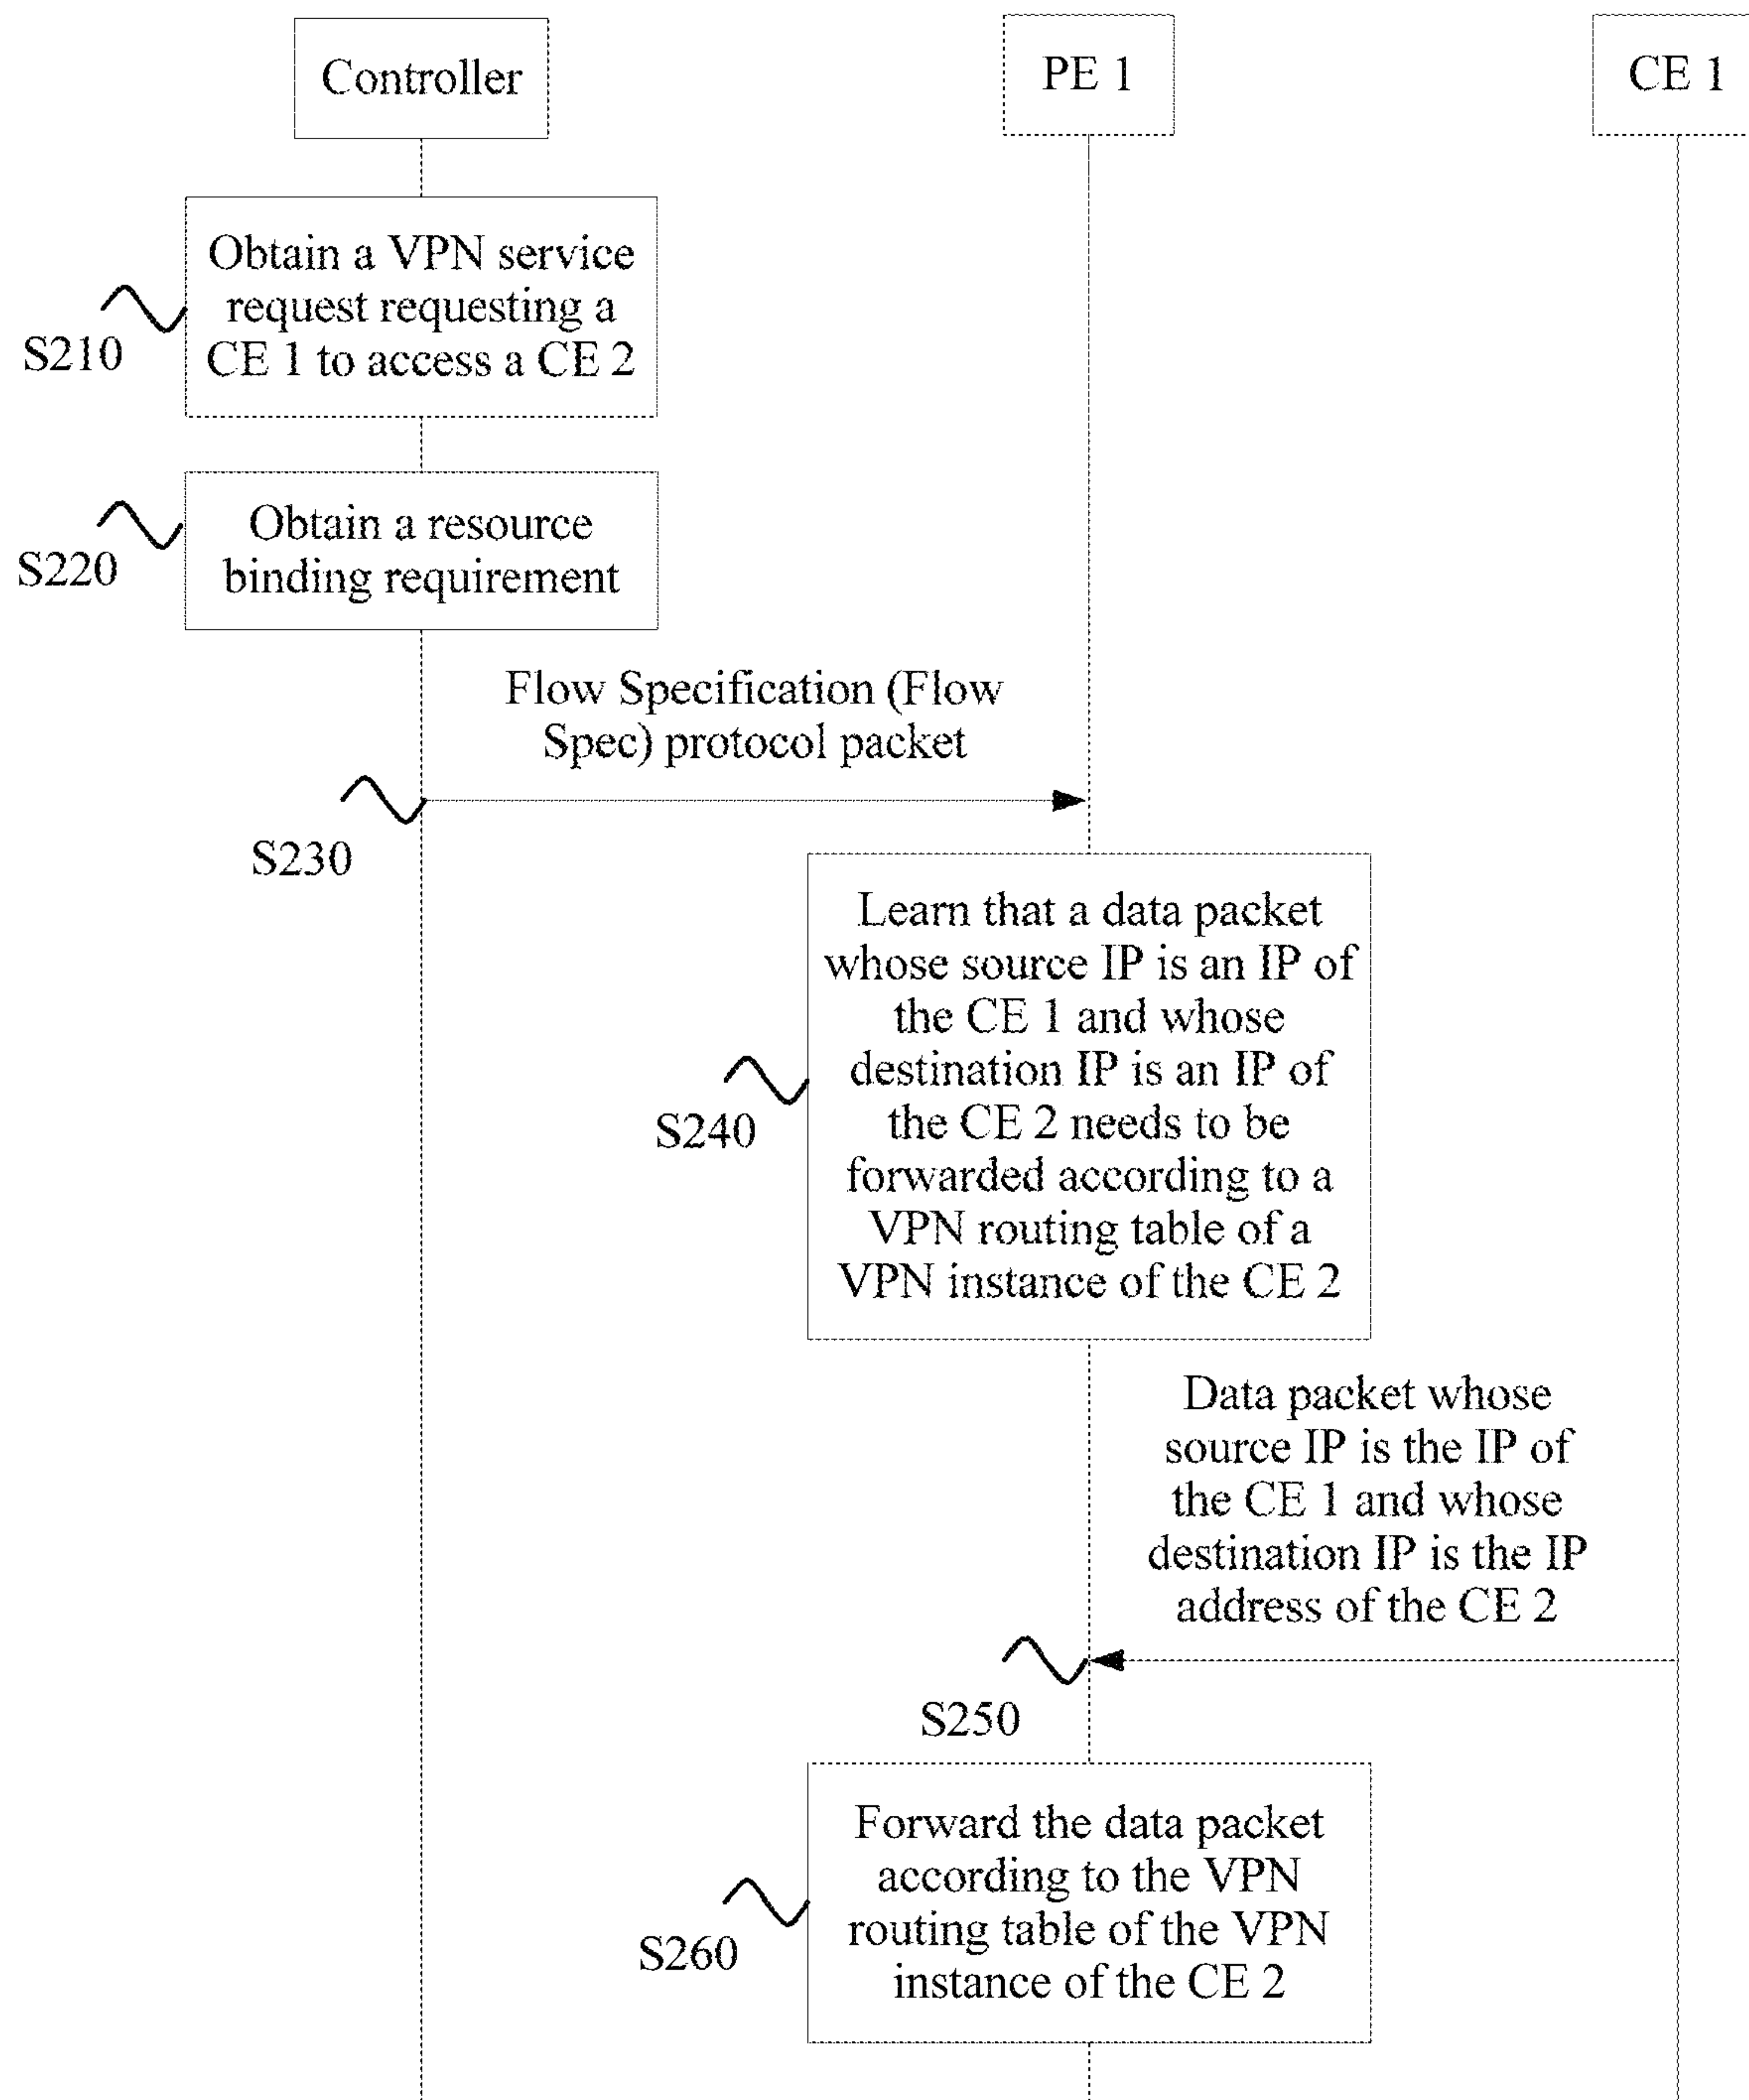 Controller
PE 1
CE 1
Obtain a VPN service
request requesting a
CE 1 to access a CE 2
S210
Obtain a resource
binding requirement
S220
Flow Specification (Flow
Spec) protocol packet
S230
Learn that a data packet
whose source IP is an IP of
the CE 1 and whose
destination IP is an IP of
the CE 2 needs to be
forwarded according to a
VPN routing table of a
VPN instance of the CE 2
S240
Data packet whose
source IP is the IP of
the CE 1 and whose
destination IP is the IP
address of the CE 2
S250
Forward the data packet
according to the VPN
routing table of the VPN
instance of the CE 2
S260